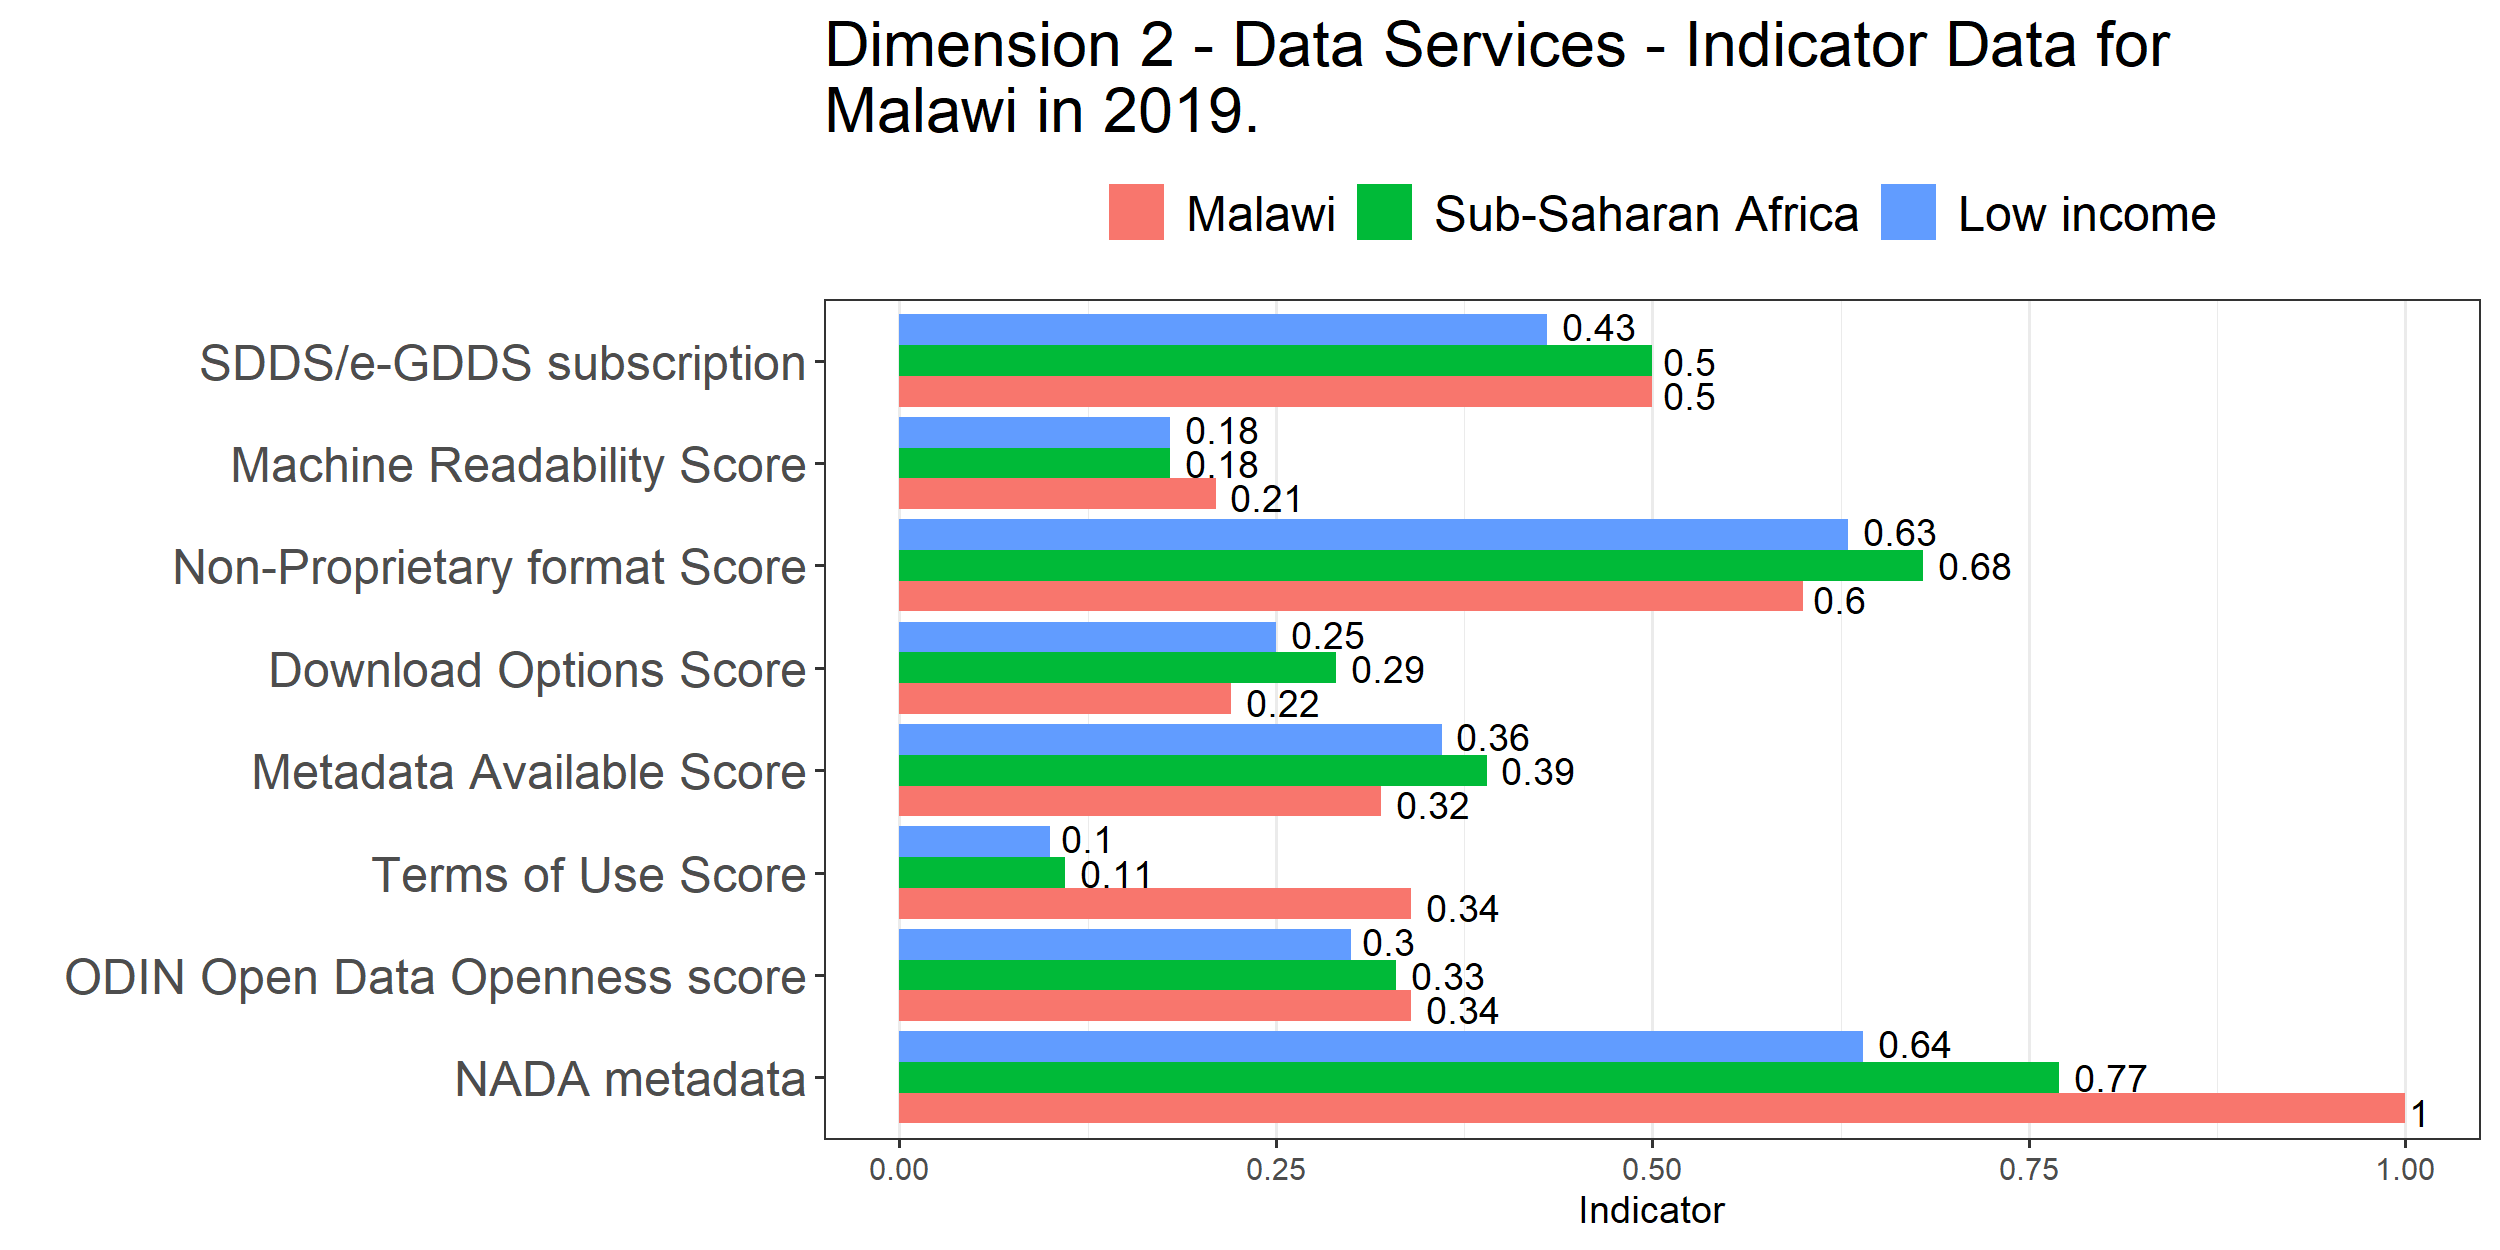 Dimension 2 - Data Services - Indicator Data for
Malawi in 2019.
Malawi Sub-Saharan Africa Low income
SDDS/e-GDDS subscription
0.43
0.5
0.5
Machine Readability Score
0.18
0.18
0.21
Non-Proprietary format Score
0.63
0.68
0.6
Download Options Score
0.25
0.29
0.22
Metadata Available Score
0.36
0.39
0.32
Terms of Use Score
0.1
0.11
0.34
ODIN Open Data Openness score
0.3
0.33
0.34
NADA metadata
0.64
0.77
1
0.00 0.25 0.50 0.75 1.00
Indicator